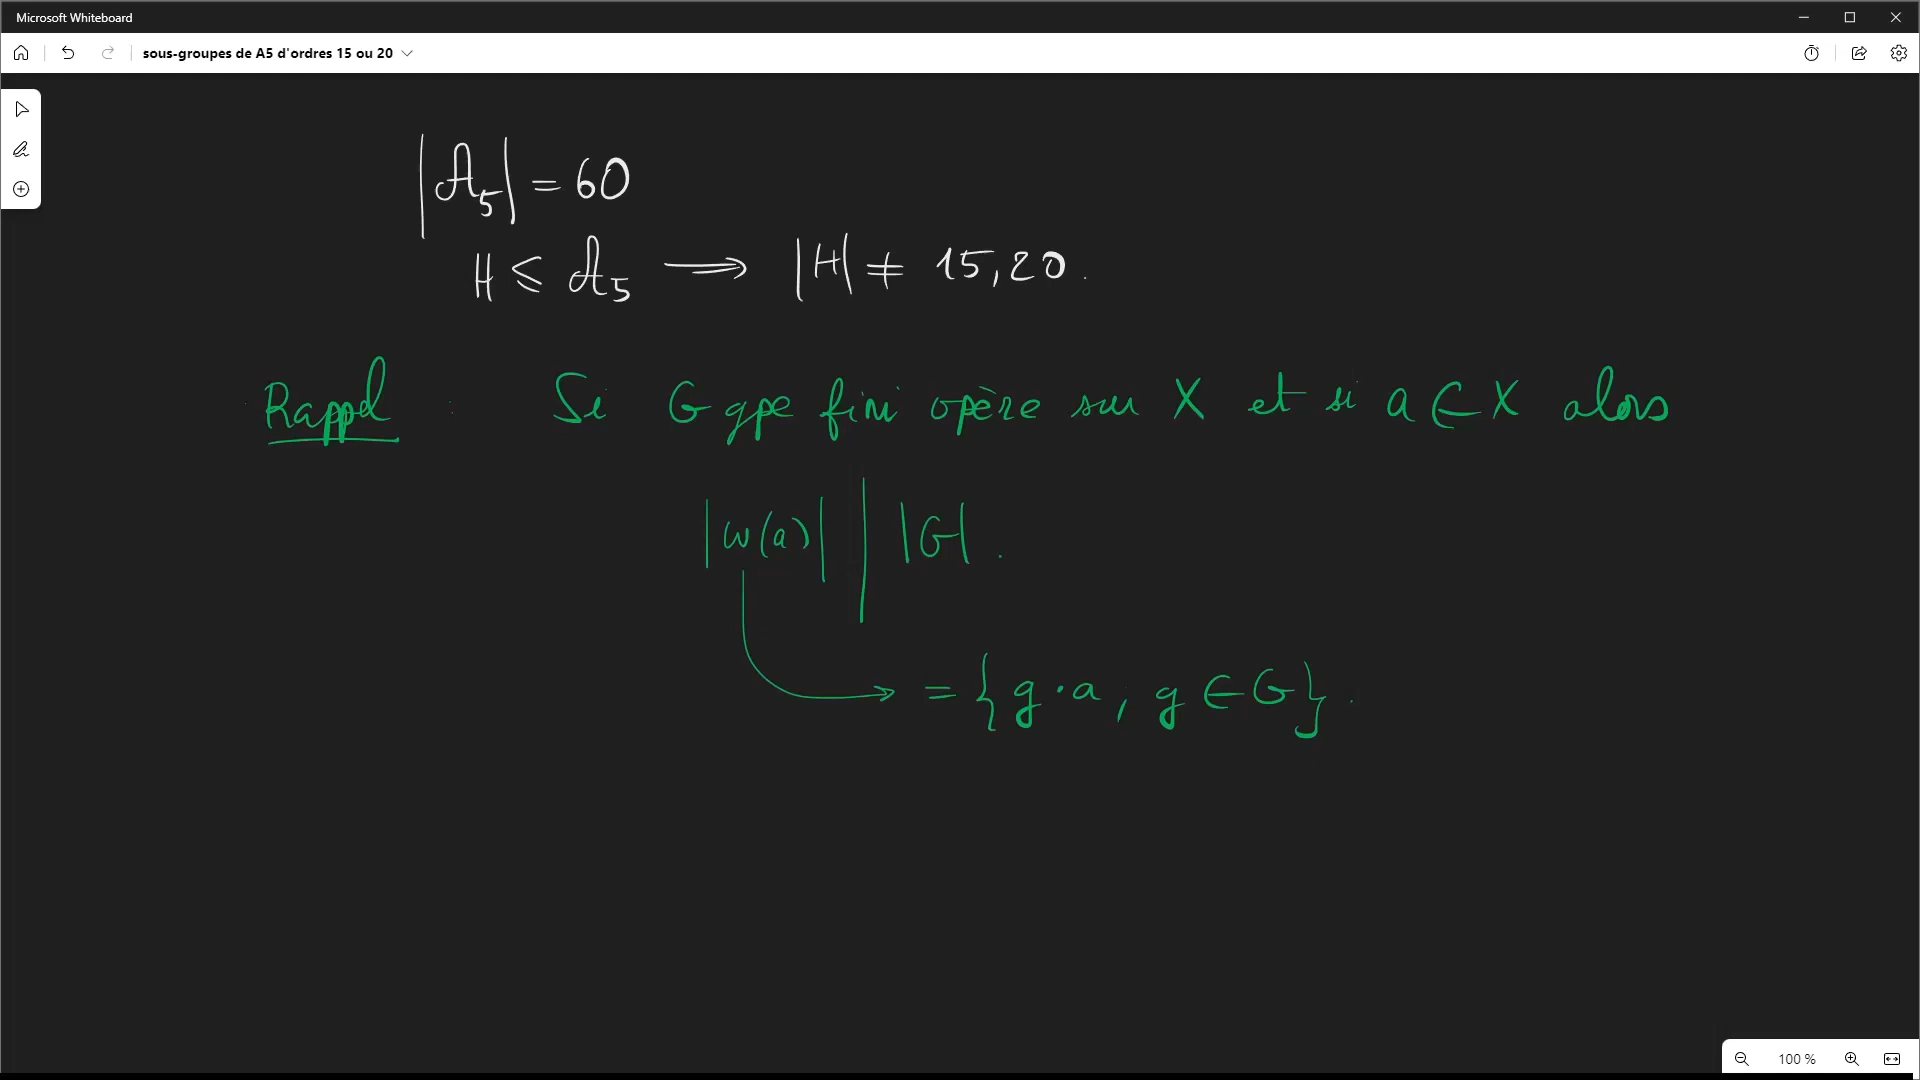 Microsoft Whiteboard
sous-groupes de A5 d'ordres 15 ou 20
|A₅| = 60
H ≤ A₅ ⟶ |H| ≠ 15, 20.
Rappel : Si G gpe fini opère sur X et si a ∈ X alors
|ω(a)| | |G|.
= {g·a, g ∈ G}.
100 %